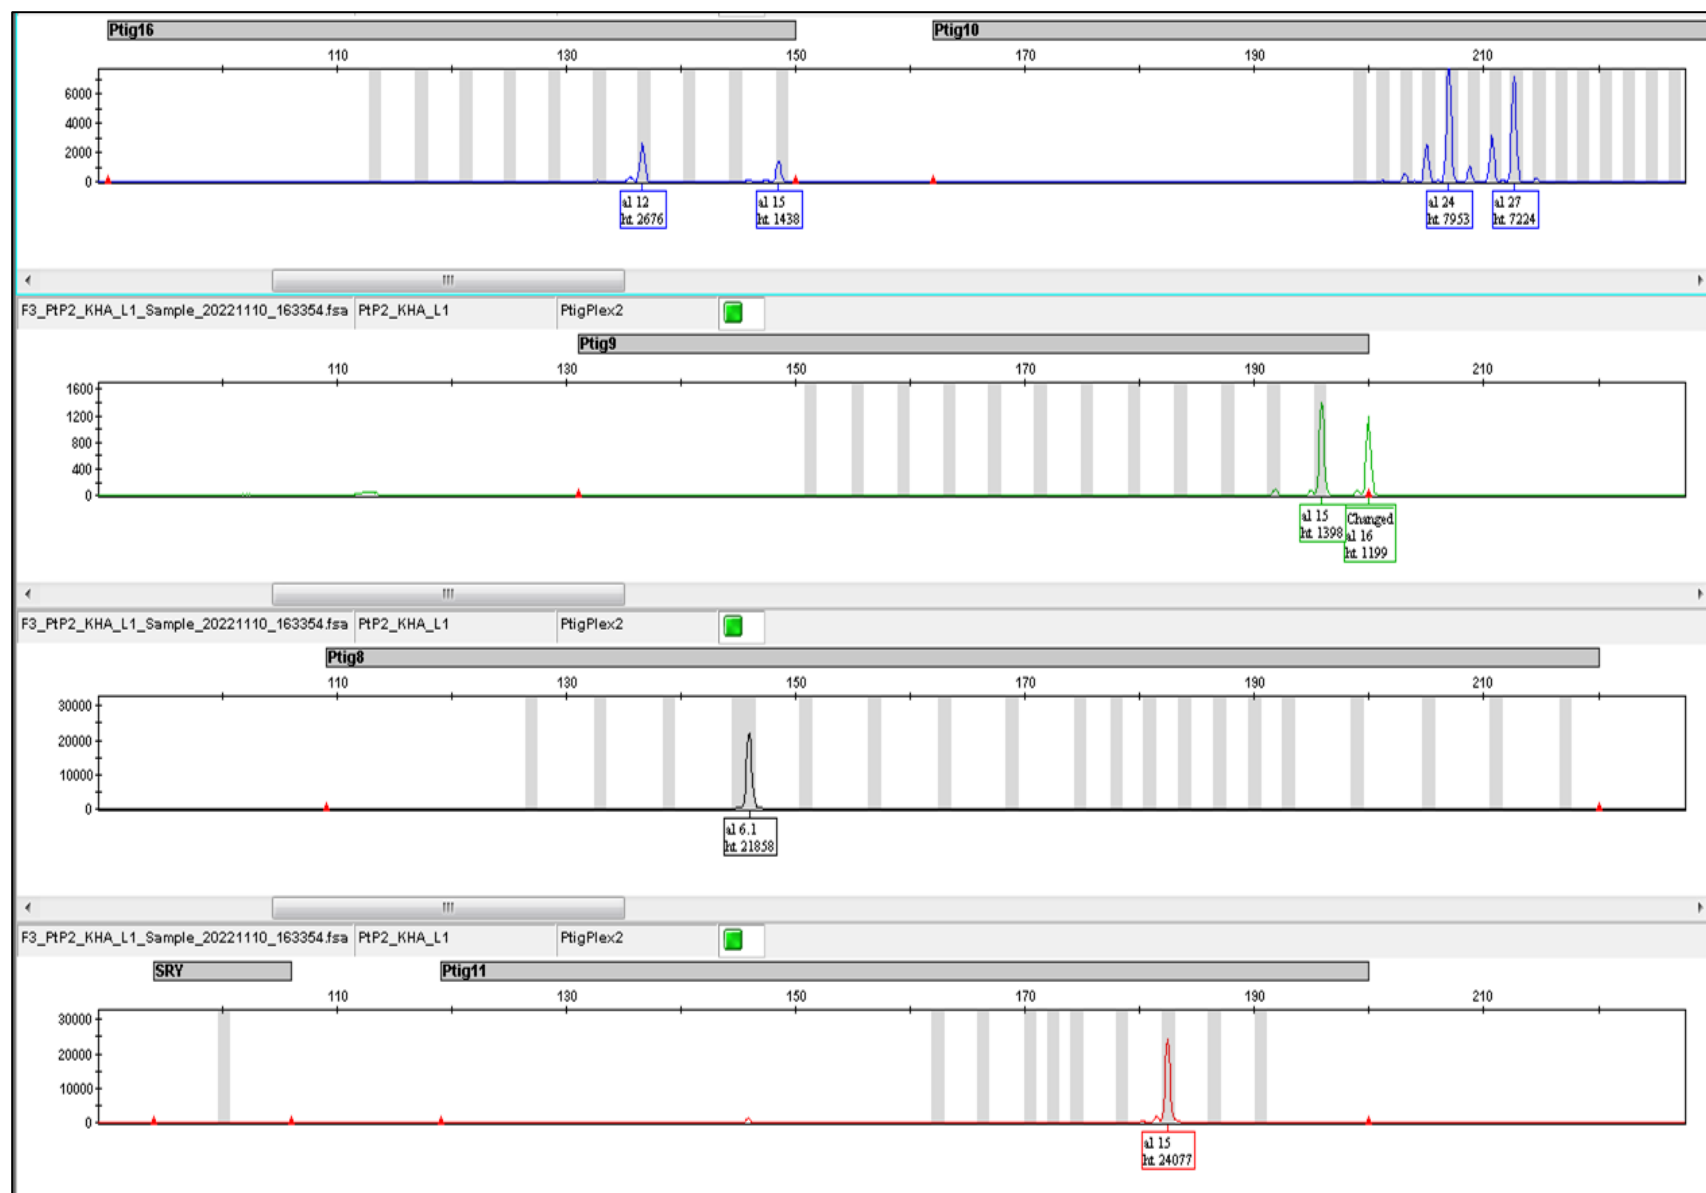 Ptig16 Ptig10
110 130 150 170 190 210
6000
4000
2000
0
al 12
ht 2676
al 15
ht 1438
al 24
ht 7953
al 27
ht 7224
F3_PtP2_KHA_L1_Sample_20221110_163354.fsa PtP2_KHA_L1 PtigPlex2
Ptig9
110 130 150 170 190 210
1600
1200
800
400
0
al 15
ht 1398
Changed
al 16
ht 1199
F3_PtP2_KHA_L1_Sample_20221110_163354.fsa PtP2_KHA_L1 PtigPlex2
Ptig8
110 130 150 170 190 210
30000
20000
10000
0
al 6.1
ht 21858
F3_PtP2_KHA_L1_Sample_20221110_163354.fsa PtP2_KHA_L1 PtigPlex2
SRY Ptig11
110 130 150 170 190 210
30000
20000
10000
0
al 15
ht 24077